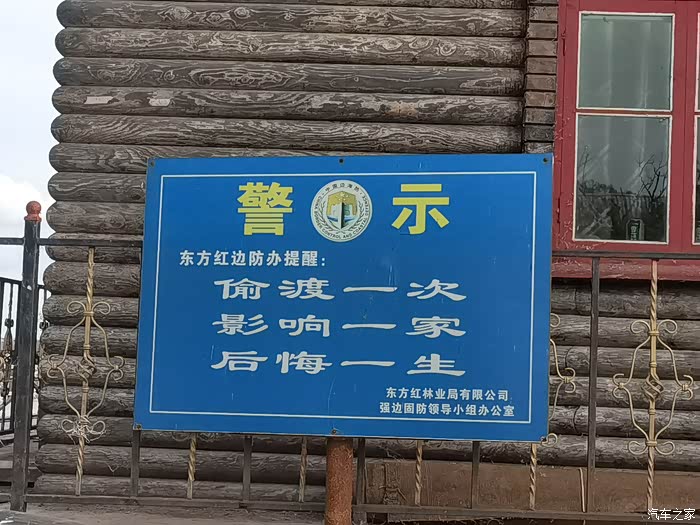 警 示
东方红边防办提醒：
偷渡一次
影响一家
后悔一生
东方红林业局有限公司
强边固防领导小组办公室
汽车之家